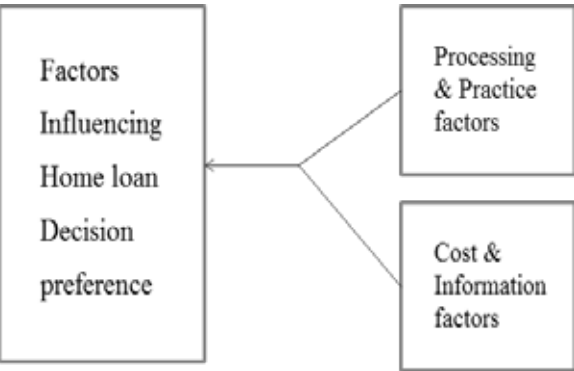 Factors
Influencing
Home loan
Decision
preference
Processing
& Practice
factors
Cost &
Information
factors